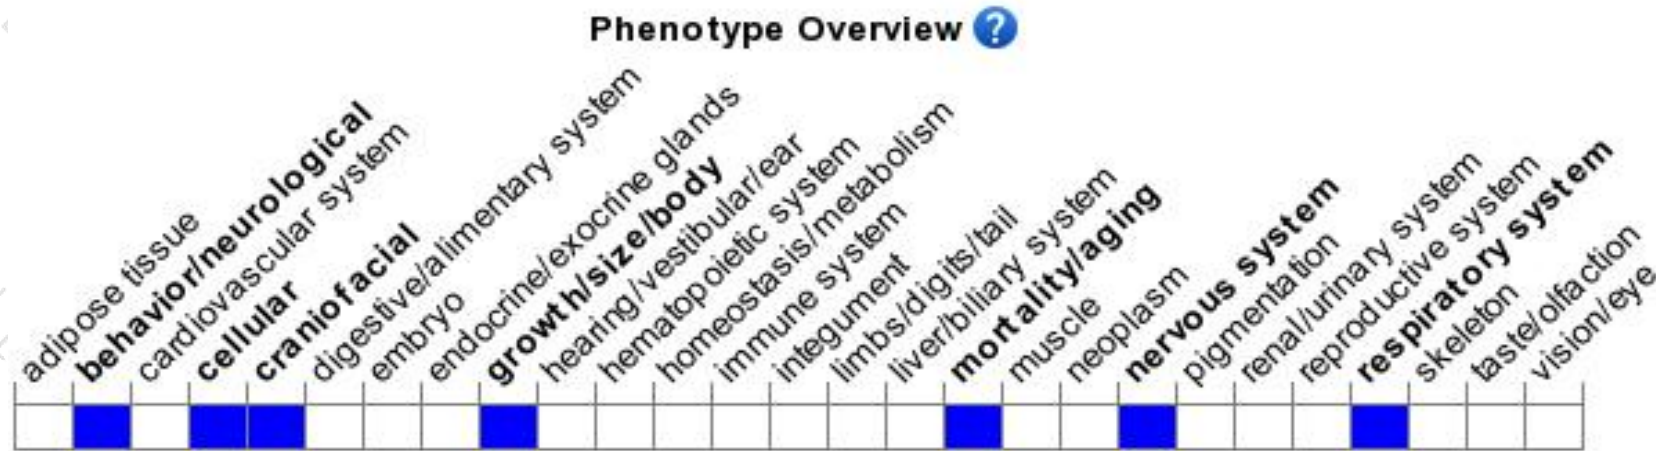 Phenotype Overview ?
adipose tissue
behavior/neurological
cardiovascular system
cellular
craniofacial
digestive/alimentary system
embryo
endocrine/exocrine glands
growth/size/body
hearing/vestibular/ear
hematopoietic system
homeostasis/metabolism
immune system
integument
limbs/digits/tail
liver/biliary system
mortality/aging
muscle
neoplasm
nervous system
pigmentation
renal/urinary system
reproductive system
respiratory system
skeleton
taste/olfaction
vision/eye